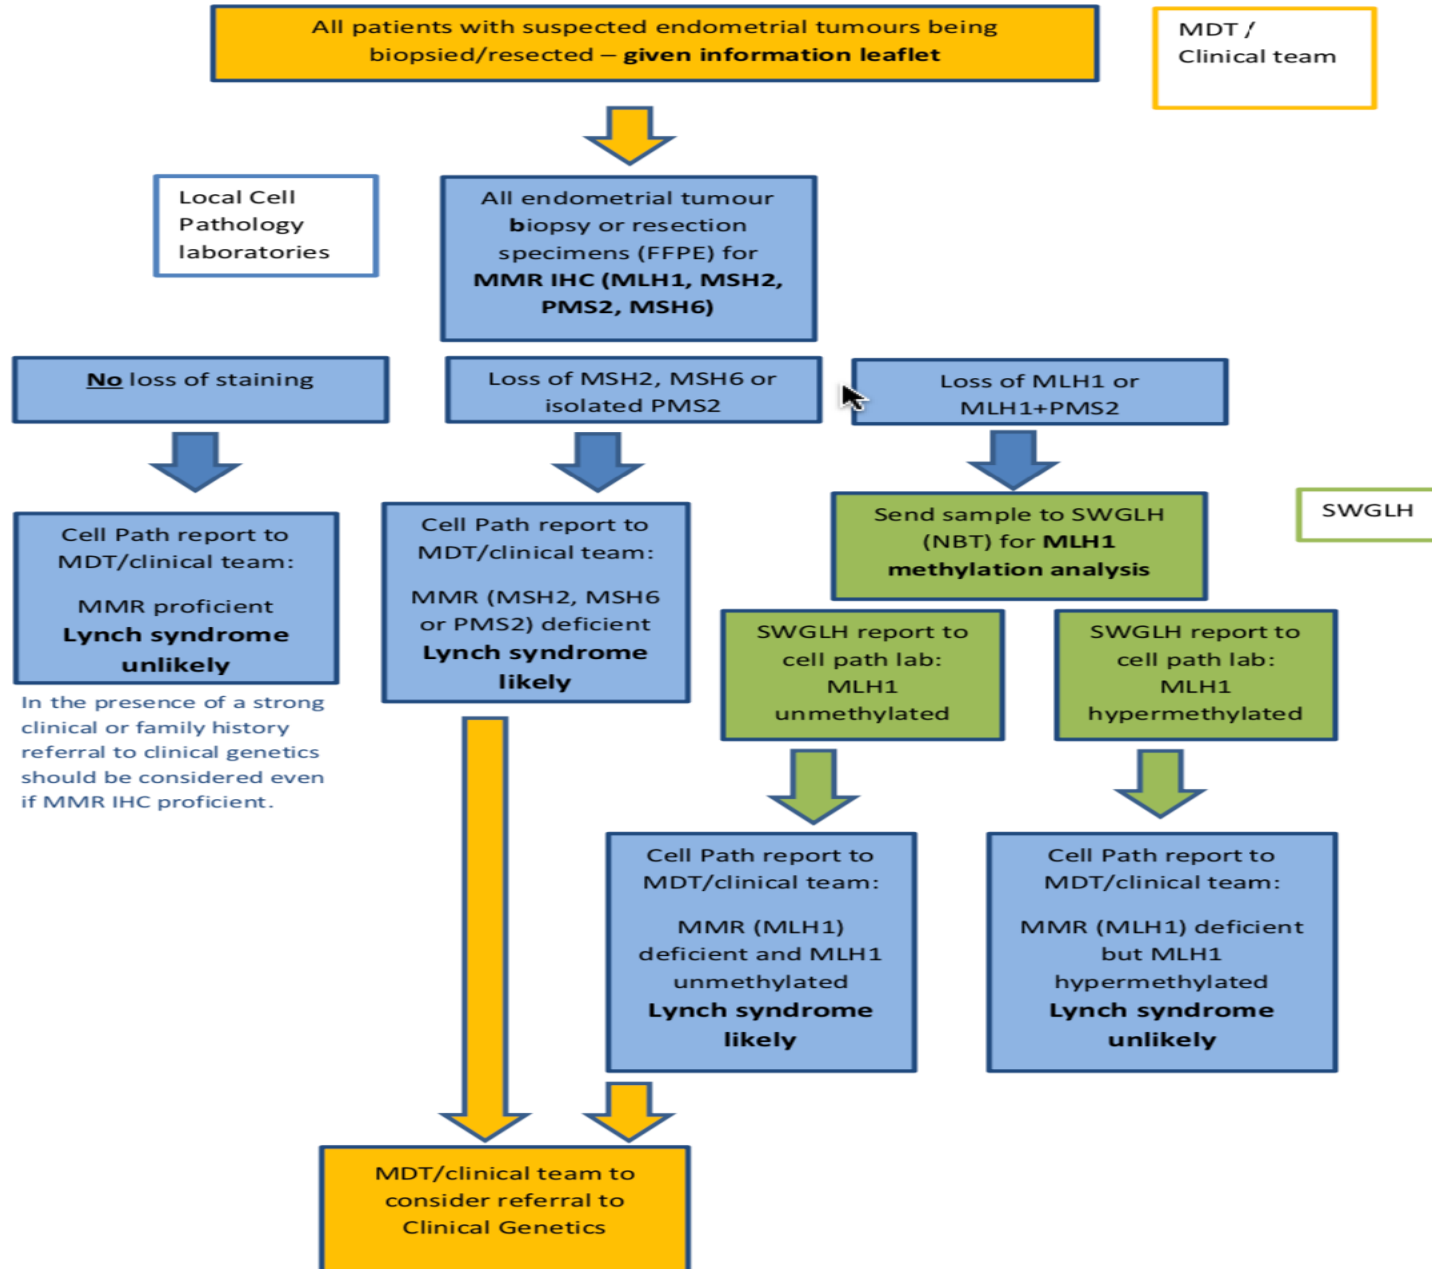 All patients with suspected endometrial tumours being
biopsied/resected – given information leaflet
MDT /
Clinical team
Local Cell
Pathology
laboratories
All endometrial tumour
biopsy or resection
specimens (FFPE) for
MMR IHC (MLH1, MSH2,
PMS2, MSH6)
No loss of staining
Loss of MSH2, MSH6 or
isolated PMS2
Loss of MLH1 or
MLH1+PMS2
Cell Path report to
MDT/clinical team:
MMR proficient
Lynch syndrome
unlikely
In the presence of a strong
clinical or family history
referral to clinical genetics
should be considered even
if MMR IHC proficient.
Cell Path report to
MDT/clinical team:
MMR (MSH2, MSH6
or PMS2) deficient
Lynch syndrome
likely
Send sample to SWGLH
(NBT) for MLH1
methylation analysis
SWGLH
SWGLH report to
cell path lab:
MLH1
unmethylated
SWGLH report to
cell path lab:
MLH1
hypermethylated
Cell Path report to
MDT/clinical team:
MMR (MLH1)
deficient and MLH1
unmethylated
Lynch syndrome
likely
Cell Path report to
MDT/clinical team:
MMR (MLH1) deficient
but MLH1
hypermethylated
Lynch syndrome
unlikely
MDT/clinical team to
consider referral to
Clinical Genetics